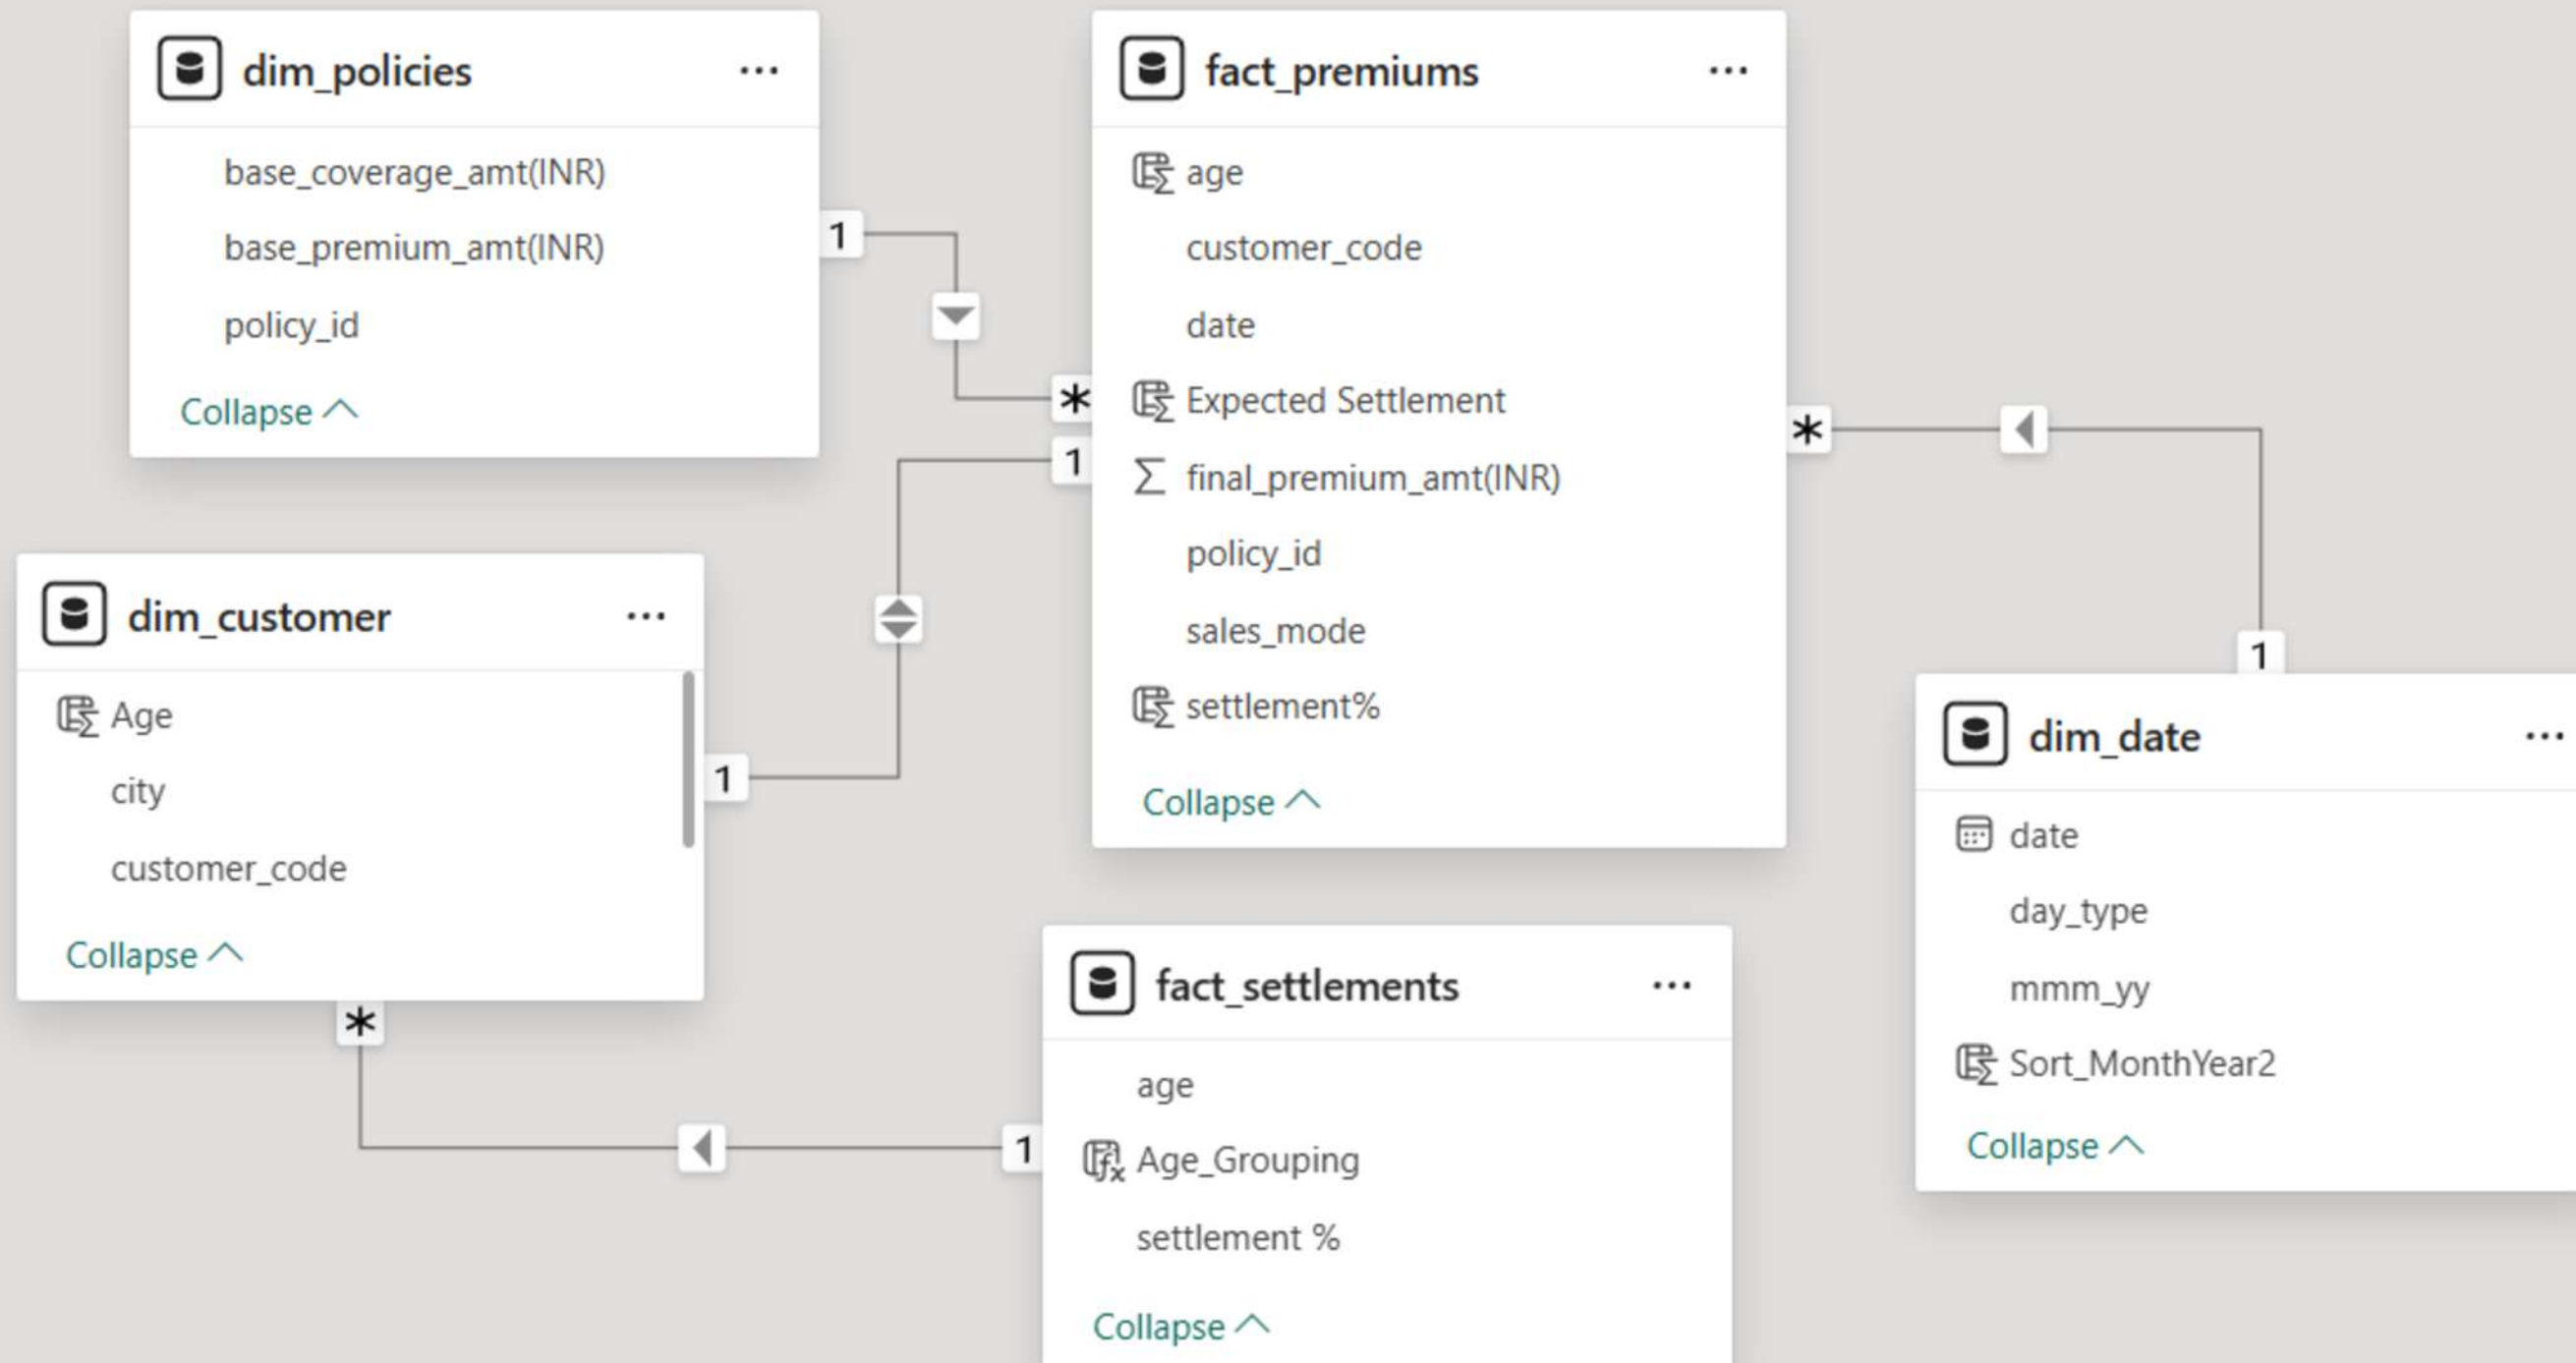 dim_policies
base_coverage_amt(INR)
base_premium_amt(INR)
policy_id
Collapse
1
*
fact_premiums
age
customer_code
date
Expected Settlement
final_premium_amt(INR)
policy_id
sales_mode
settlement%
Collapse
1
*
dim_customer
Age
city
customer_code
Collapse
1
*
1
dim_date
date
day_type
mmm_yy
Sort_MonthYear2
Collapse
fact_settlements
age
Age_Grouping
settlement %
Collapse
1